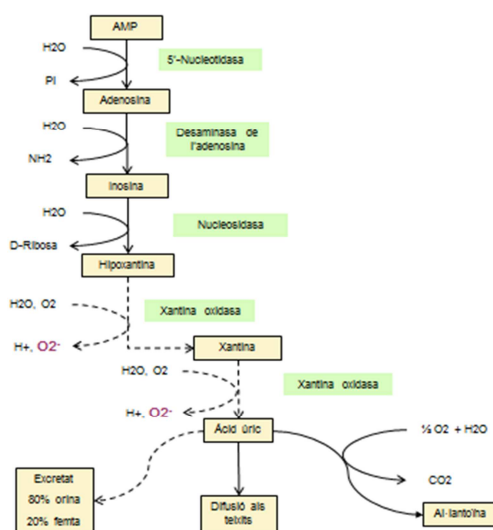 AMP
H2O
5'-Nucleotidasa
PI
Adenosina
H2O
Desaminasa de
l'adenosina
NH2
Inosina
H2O
Nucleosidasa
D-Ribosa
Hipoxantina
H2O, O2
Xantina oxidasa
H+, O2-
Xantina
H2O, O2
Xantina oxidasa
H+, O2-
Àcid úric
½ O2 + H2O
Excretat
80% orina
20% femta
CO2
Difusió als
teixits
Al·lantoïna